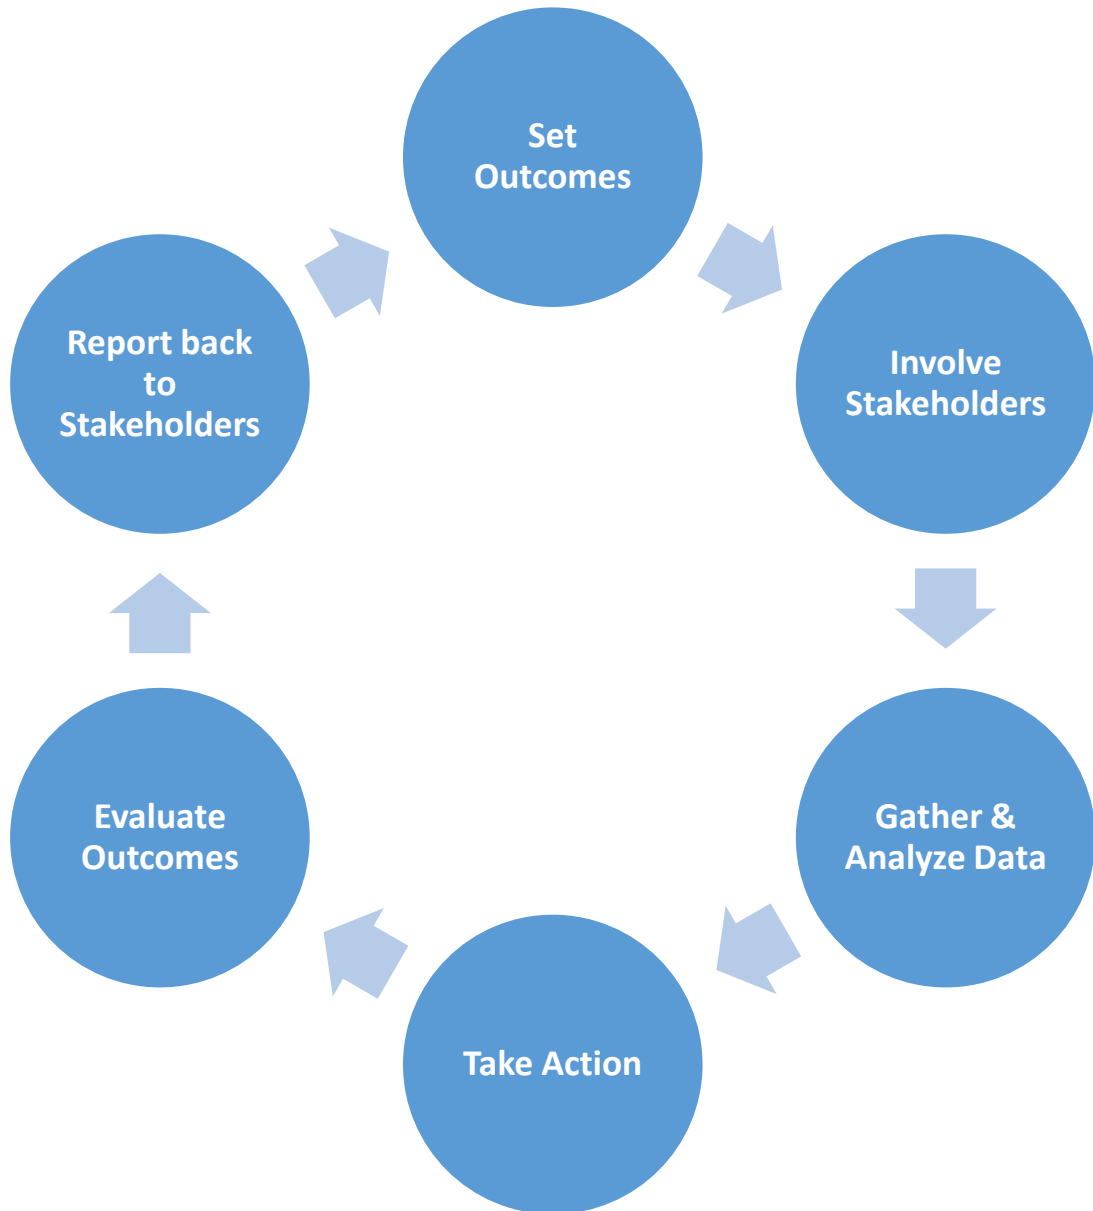 Set
Outcomes
Involve
Stakeholders
Gather &
Analyze Data
Take Action
Evaluate
Outcomes
Report back
to
Stakeholders